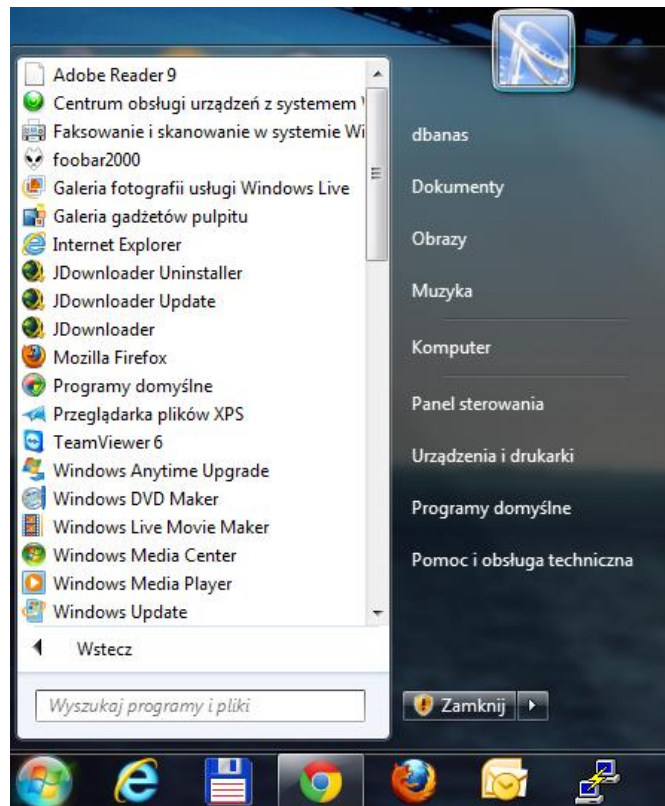 Adobe Reader 9
Centrum obsługi urządzeń z systemem
Faksowanie i skanowanie w systemie Wi
foobar2000
Galeria fotografii usługi Windows Live
Galeria gadżetów pulpitu
Internet Explorer
JDownloader Uninstaller
JDownloader Update
JDownloader
Mozilla Firefox
Programy domyślne
Przeglądarka plików XPS
TeamViewer 6
Windows Anytime Upgrade
Windows DVD Maker
Windows Live Movie Maker
Windows Media Center
Windows Media Player
Windows Update
Wstecz
Wyszukaj programy i pliki
dbanas
Dokumenty
Obrazy
Muzyka
Komputer
Panel sterowania
Urządzenia i drukarki
Programy domyślne
Pomoc i obsługa techniczna
Zamknij